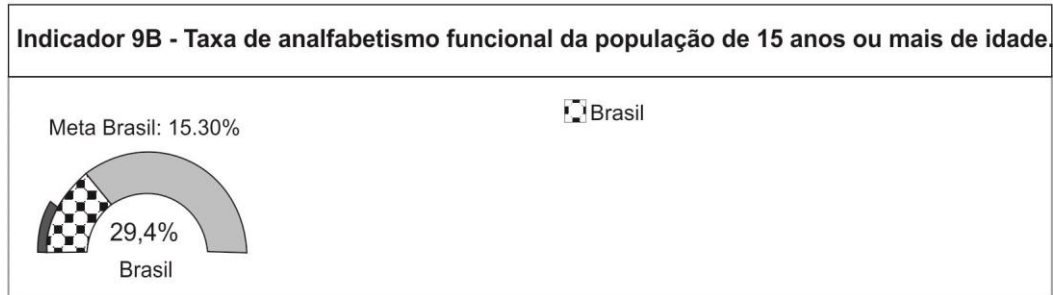 Indicador 9B - Taxa de analfabetismo funcional da população de 15 anos ou mais de idade.
Brasil
Meta Brasil: 15.30%
29,4%
Brasil